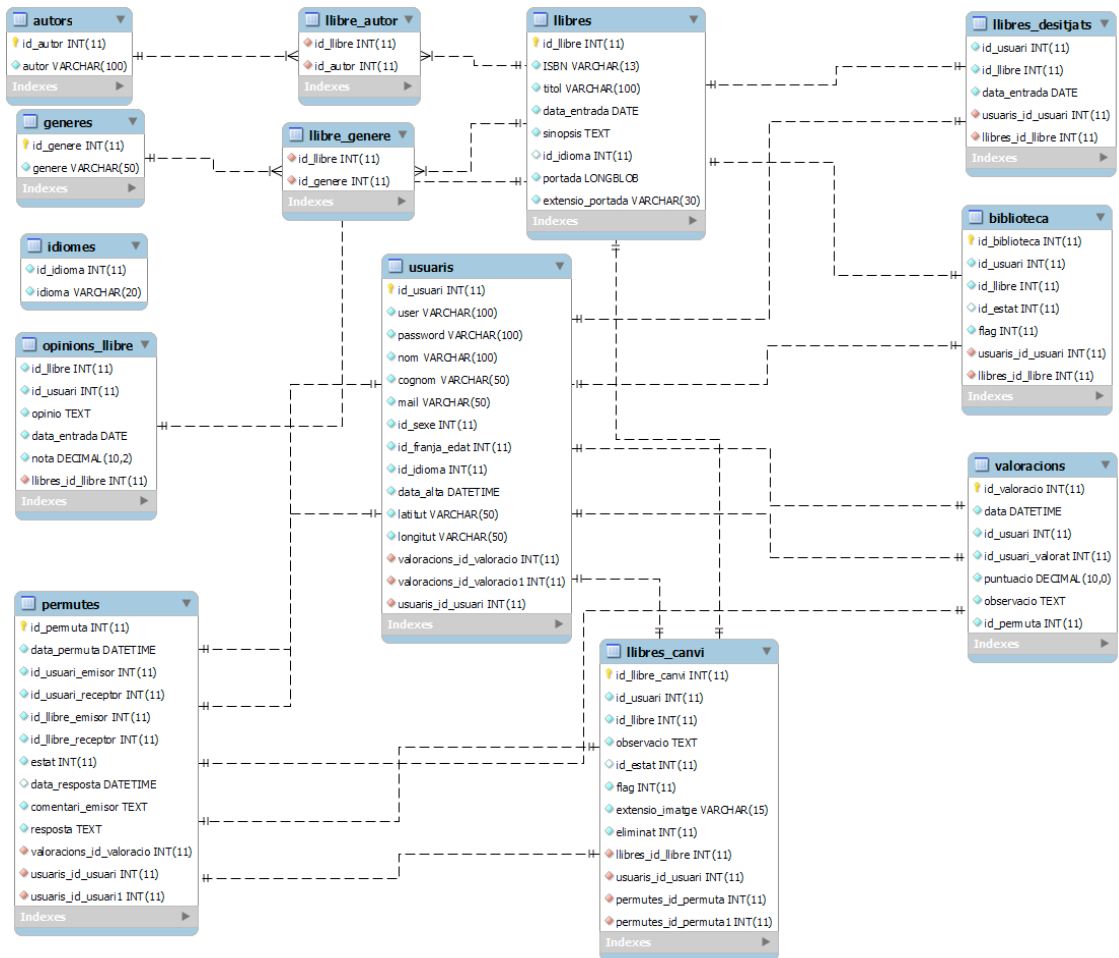 autors
id_autor INT(11)
autor VARCHAR(100)
Indexes
llibre_autor
id_llibre INT(11)
id_autor INT(11)
Indexes
llibres
id_llibre INT(11)
ISBN VARCHAR(13)
titol VARCHAR(100)
data_entrada DATE
sinopsis TEXT
id_idioma INT(11)
portada LONGBLOB
extensio_portada VARCHAR(30)
Indexes
llibres_desitjats
id_usuari INT(11)
id_llibre INT(11)
data_entrada DATE
usuaris_id_usuari INT(11)
llibres_id_llibre INT(11)
Indexes
generes
id_genere INT(11)
genere VARCHAR(50)
Indexes
llibre_genere
id_llibre INT(11)
id_genere INT(11)
Indexes
idiomes
id_idioma INT(11)
idioma VARCHAR(20)
usuaris
id_usuari INT(11)
user VARCHAR(100)
password VARCHAR(100)
nom VARCHAR(100)
cognom VARCHAR(50)
mail VARCHAR(50)
id_sexe INT(11)
id_franja_edat INT(11)
id_idioma INT(11)
data_alta DATETIME
latitut VARCHAR(50)
longitut VARCHAR(50)
valoracions_id_valoracio INT(11)
valoracions_id_valoracio1 INT(11)
usuaris_id_usuari INT(11)
Indexes
biblioteca
id_biblioteca INT(11)
id_usuari INT(11)
id_llibre INT(11)
id_estat INT(11)
flag INT(11)
usuaris_id_usuari INT(11)
llibres_id_llibre INT(11)
Indexes
opinions_llibre
id_llibre INT(11)
id_usuari INT(11)
opinio TEXT
data_entrada DATE
nota DECIMAL(10,2)
llibres_id_llibre INT(11)
Indexes
valoracions
id_valoracio INT(11)
data DATETIME
id_usuari INT(11)
id_usuari_valorat INT(11)
puntuacio DECIMAL(10,0)
observacio TEXT
id_permuta INT(11)
Indexes
permutes
id_permuta INT(11)
data_permuta DATETIME
id_usuari_emisor INT(11)
id_usuari_receptor INT(11)
id_llibre_emisor INT(11)
id_llibre_receptor INT(11)
estat INT(11)
data_resposta DATETIME
comentari_emisor TEXT
resposta TEXT
valoracions_id_valoracio INT(11)
usuaris_id_usuari INT(11)
usuaris_id_usuari1 INT(11)
Indexes
llibres_canvi
id_llibre_canvi INT(11)
id_usuari INT(11)
id_llibre INT(11)
observacio TEXT
id_estat INT(11)
flag INT(11)
extensio_imatge VARCHAR(15)
eliminat INT(11)
llibres_id_llibre INT(11)
usuaris_id_usuari INT(11)
permutes_id_permuta INT(11)
permutes_id_permuta1 INT(11)
Indexes